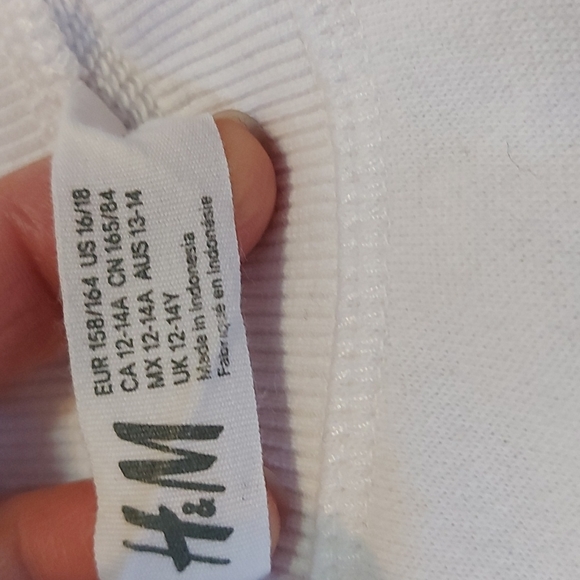 H&M
EUR 158/164 US 16/18
CA 12-14A CN 165/84
MX 12-14A AUS 13-14
UK 12-14Y
Made in Indonesia
Fabriqué en Indonésie